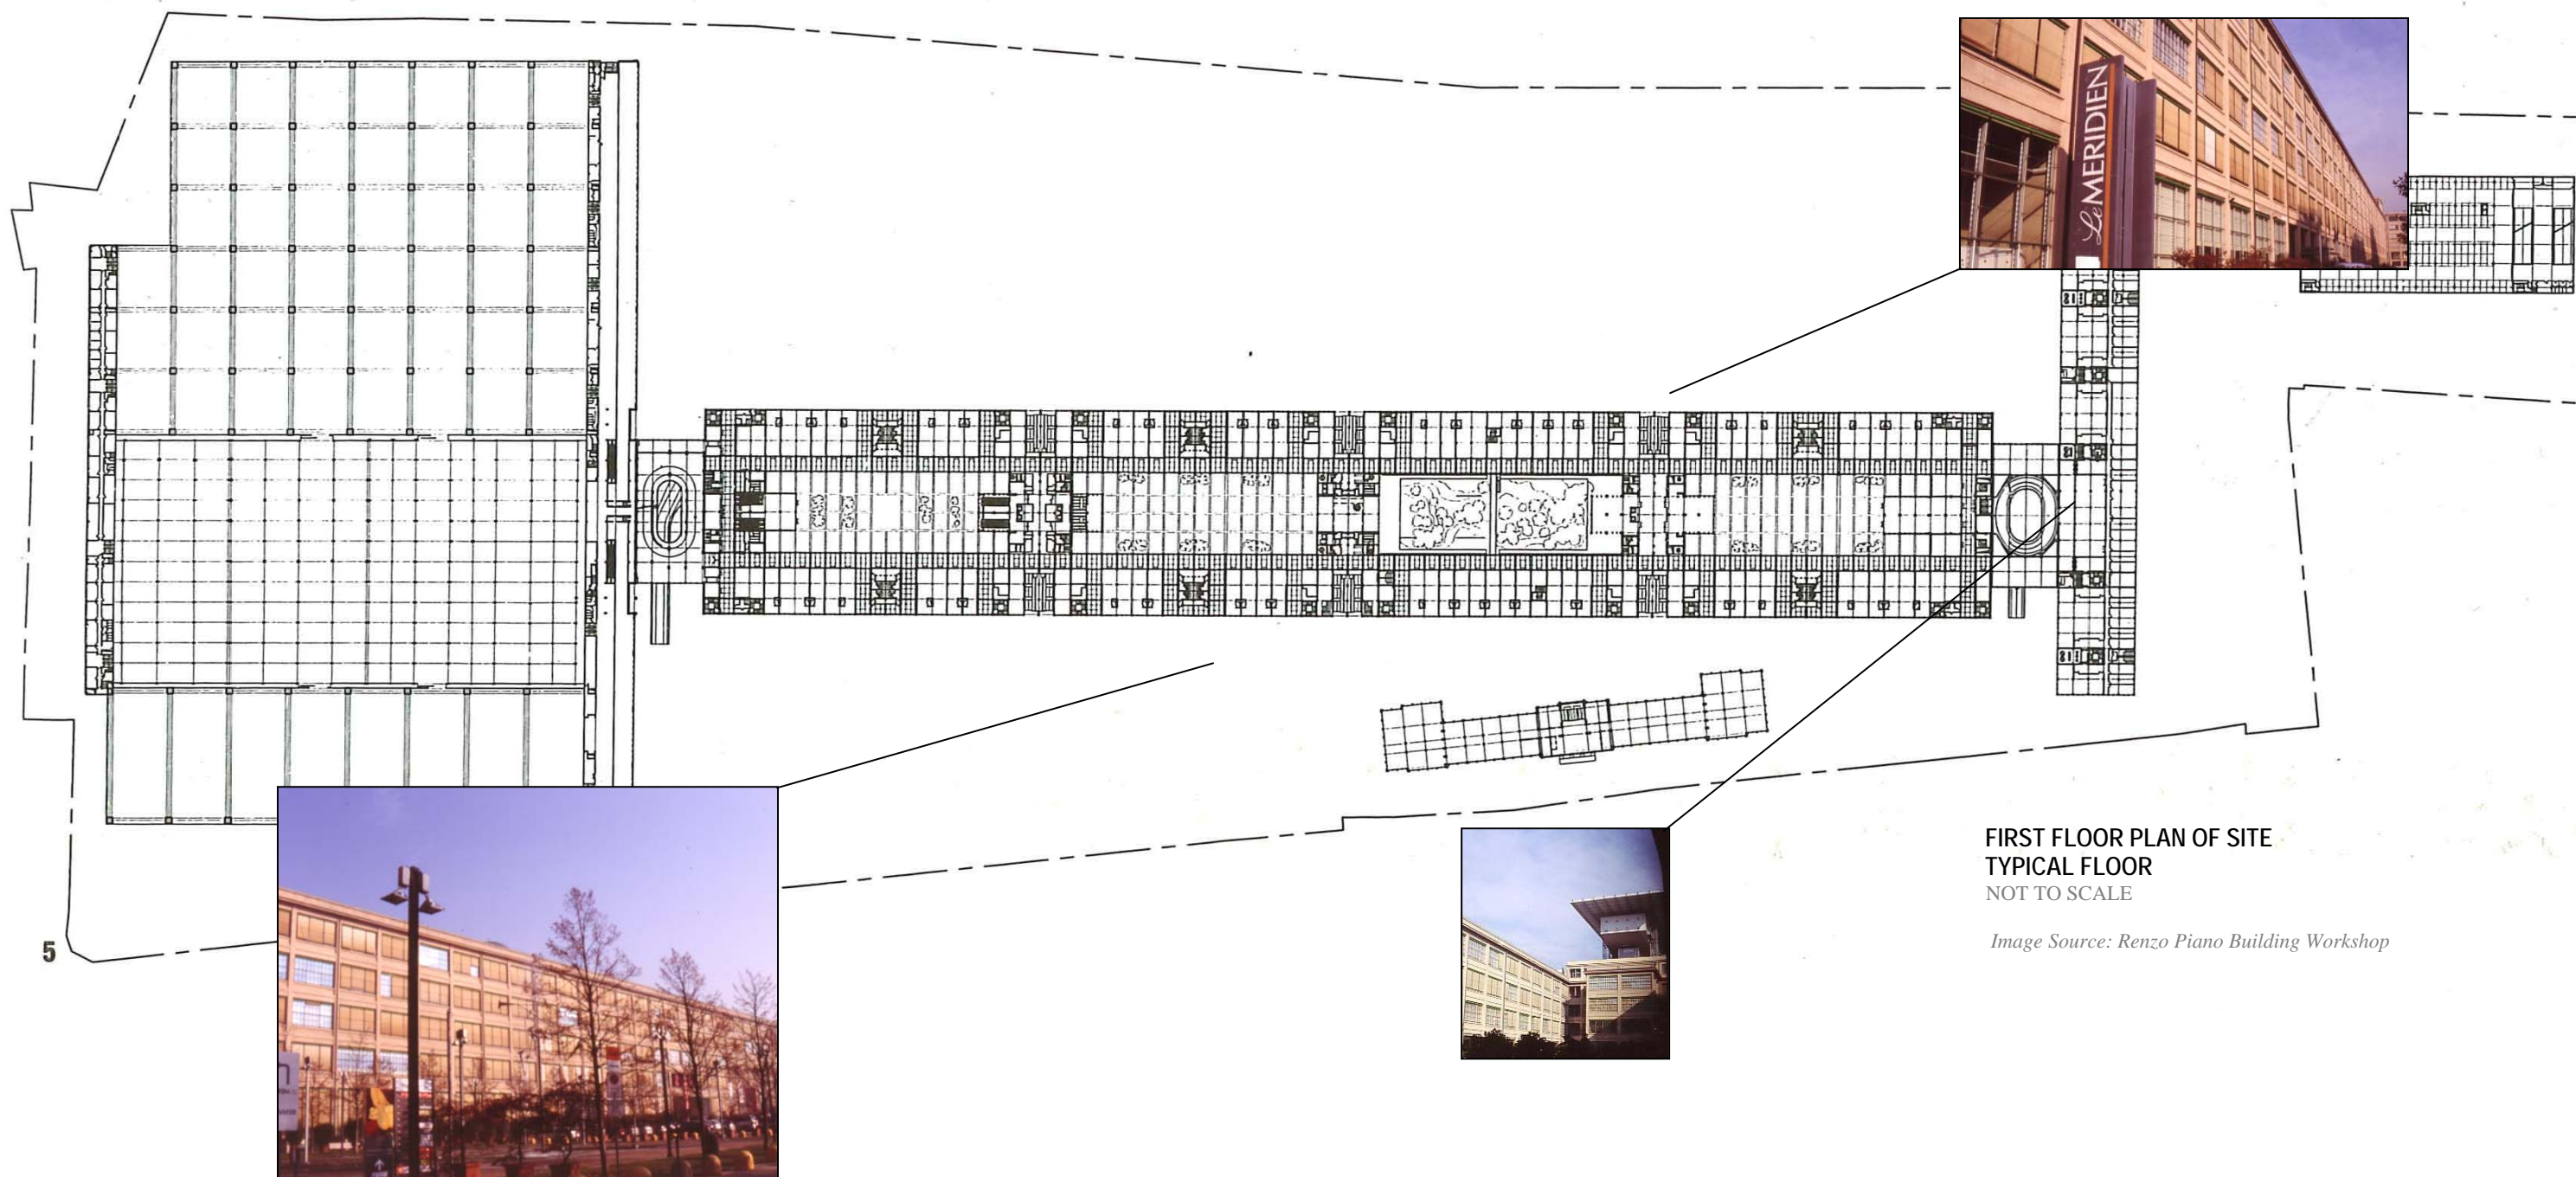 Le MERIDIEN
FIRST FLOOR PLAN OF SITE
TYPICAL FLOOR
NOT TO SCALE
Image Source: Renzo Piano Building Workshop
5